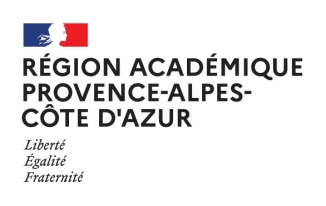 RÉGION ACADÉMIQUE
PROVENCE-ALPES-
CÔTE D'AZUR
Liberté
Égalité
Fraternité